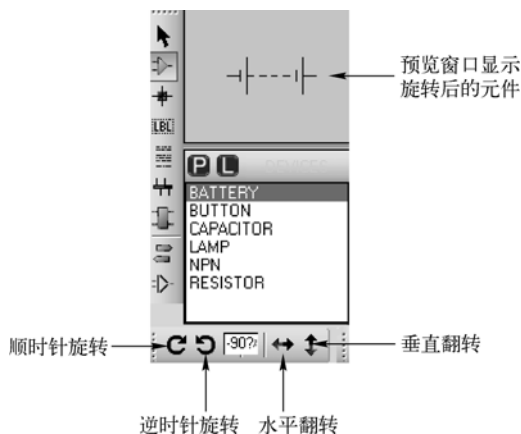 预览窗口显示
旋转后的元件
LBL
P L DEVICES
BATTERY
BUTTON
CAPACITOR
LAMP
NPN
RESISTOR
顺时针旋转
-90?
垂直翻转
逆时针旋转 水平翻转